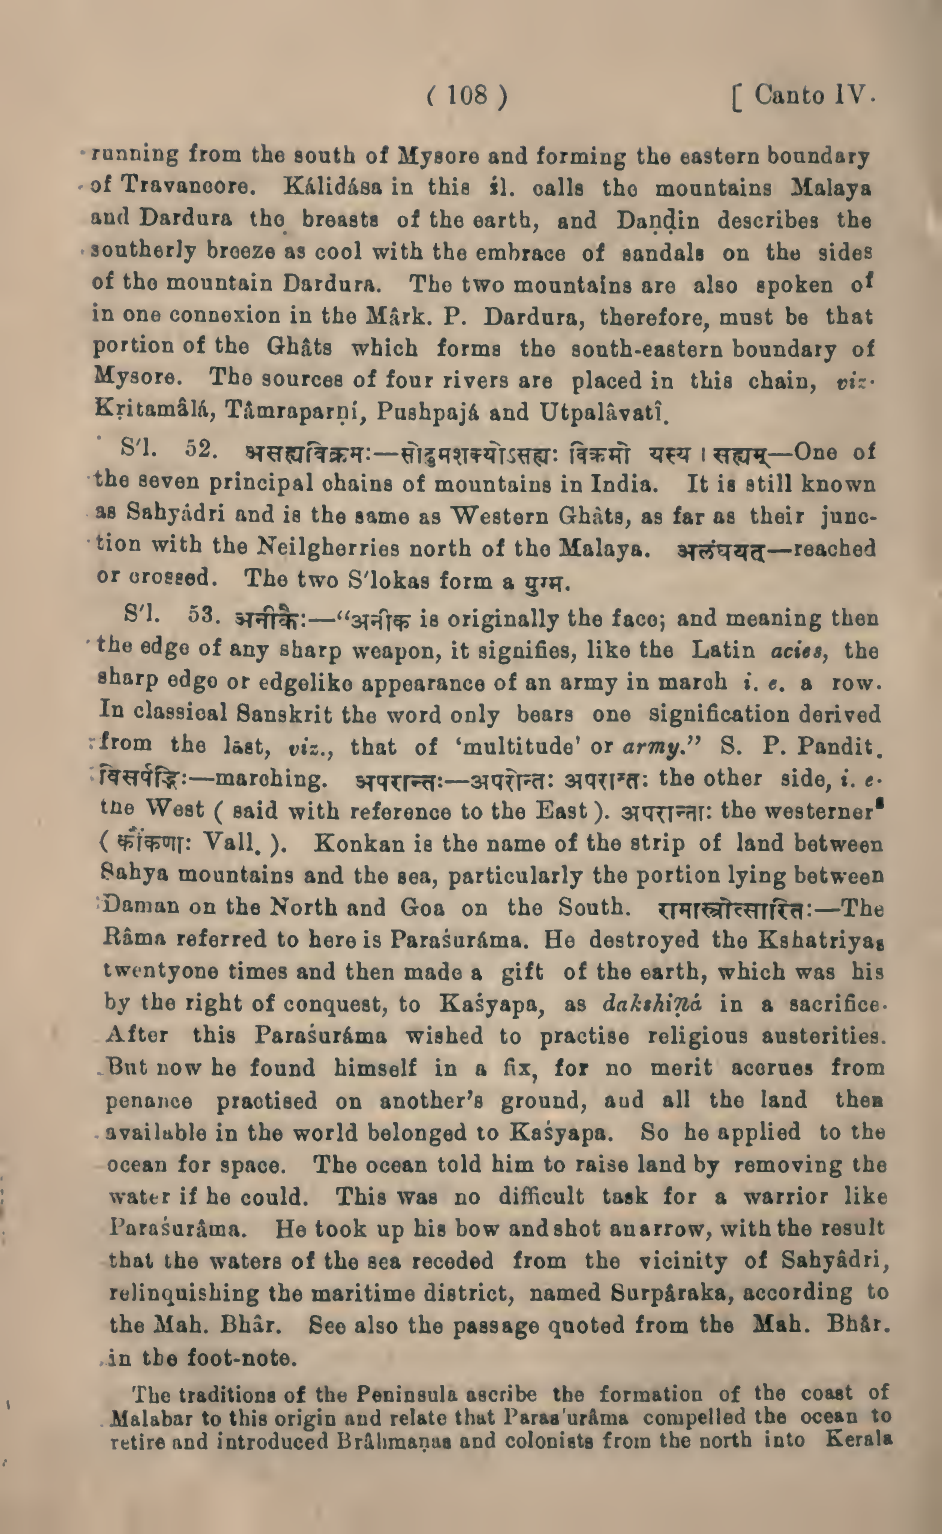 ( 108 ) [ Canto IV.
running from the south of Mysore and forming the eastern boundary
of Travancore. Kálidása in this śl. calls the mountains Malaya
and Dardura the breasts of the earth, and Daṇḍin describes the
southerly breeze as cool with the embrace of sandals on the sides
of the mountain Dardura. The two mountains are also spoken of
in one connexion in the Mârk. P. Dardura, therefore, must be that
portion of the Ghâts which forms the south-eastern boundary of
Mysore. The sources of four rivers are placed in this chain, viz.
Kṛitamâlá, Tâmraparṇí, Pushpajá and Utpalâvatî.
S'l. 52. असह्यविक्रमः—सोढुमशक्योऽसह्यः विक्रमो यस्य । सह्यम्—One of
the seven principal chains of mountains in India. It is still known
as Sahyádri and is the same as Western Ghâts, as far as their junc-
tion with the Neilgherries north of the Malaya. अलंघयत्—reached
or crossed. The two S'lokas form a युग्म.
S'l. 53. अनीकैः—“अनीक is originally the face; and meaning then
the edge of any sharp weapon, it signifies, like the Latin acies, the
sharp edge or edgelike appearance of an army in march i. e. a row.
In classical Sanskrit the word only bears one signification derived
from the last, viz., that of ‘multitude’ or army.” S. P. Pandit.
विसर्पद्भिः—marching. अपरान्तः—अपरोन्तः अपरान्तः the other side, i. e.
the West ( said with reference to the East ). अपरान्ताः the westerners
( कौंकणाः Vall. ). Konkan is the name of the strip of land between
Sahya mountains and the sea, particularly the portion lying between
Daman on the North and Goa on the South. रामास्त्रोत्सारितः—The
Râma referred to here is Paraśuráma. He destroyed the Kshatriyas
twentyone times and then made a gift of the earth, which was his
by the right of conquest, to Kaśyapa, as dakshiṇá in a sacrifice.
After this Paraśuráma wished to practise religious austerities.
But now he found himself in a fix, for no merit accrues from
penance practised on another's ground, and all the land then
available in the world belonged to Kaśyapa. So he applied to the
ocean for space. The ocean told him to raise land by removing the
water if he could. This was no difficult task for a warrior like
Paraśurâma. He took up his bow and shot an arrow, with the result
that the waters of the sea receded from the vicinity of Sahyâdri,
relinquishing the maritime district, named Surpâraka, according to
the Mah. Bhâr. See also the passage quoted from the Mah. Bhâr.
in the foot-note.
The traditions of the Peninsula ascribe the formation of the coast of
Malabar to this origin and relate that Paras'urâma compelled the ocean to
retire and introduced Brâhmaṇas and colonists from the north into Kerala